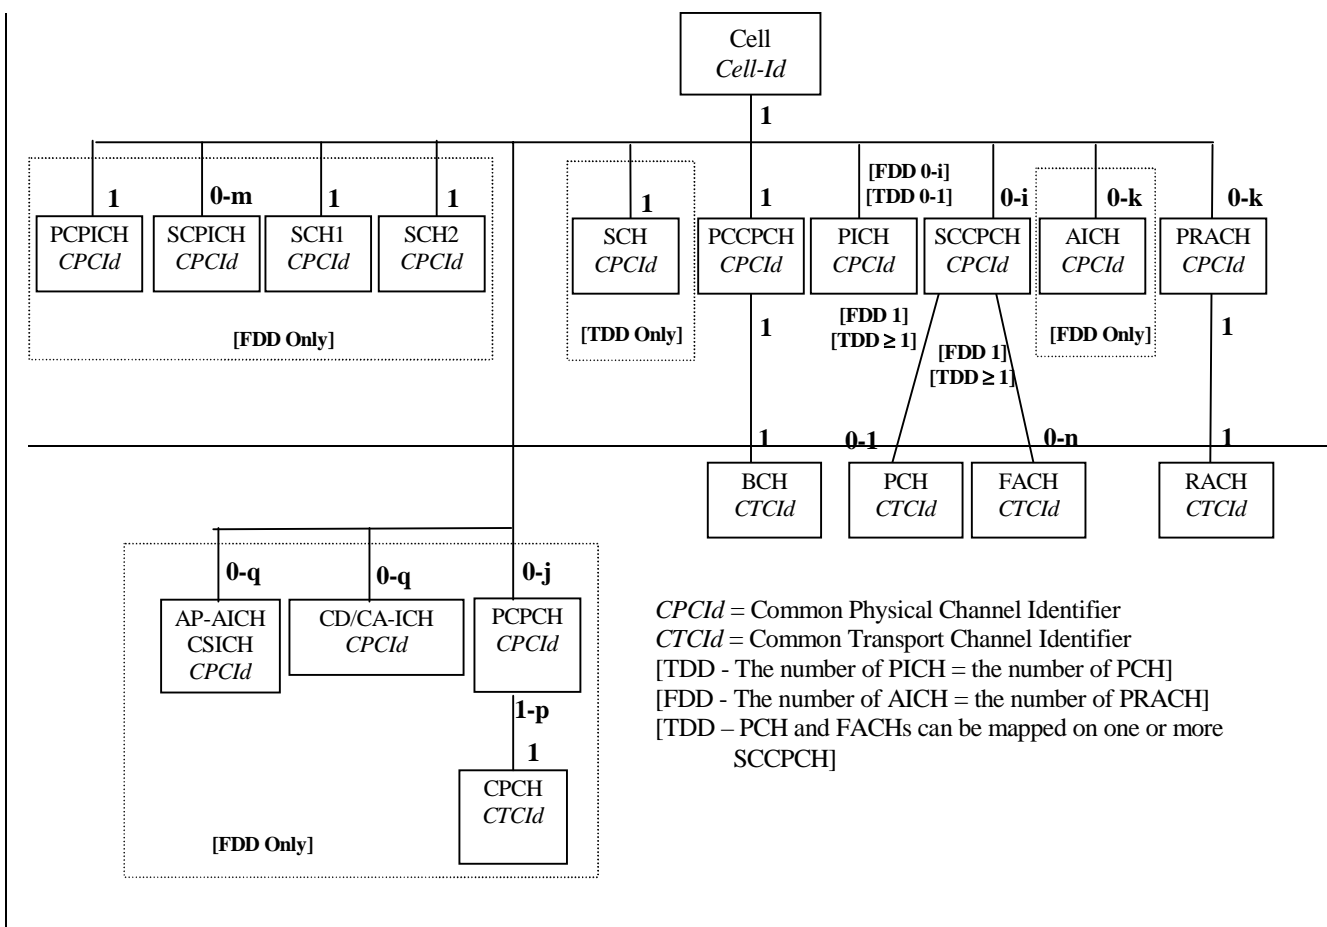 Cell
Cell-Id
1
1
0-m
1
1
1
1
[FDD 0-i]
[TDD 0-1]
0-i
0-k
0-k
PCPICH
CPCId
SCPICH
CPCId
SCH1
CPCId
SCH2
CPCId
SCH
CPCId
PCCPCH
CPCId
PICH
CPCId
SCCPCH
CPCId
AICH
CPCId
PRACH
CPCId
[FDD Only]
[TDD Only]
1
[FDD 1]
[TDD ≥ 1]
[FDD 1]
[TDD ≥ 1]
[FDD Only]
1
1
0-1
0-n
1
BCH
CTCId
PCH
CTCId
FACH
CTCId
RACH
CTCId
0-q
0-q
0-j
AP-AICH
CSICH
CPCId
CD/CA-ICH
CPCId
PCPCH
CPCId
1-p
1
CPCH
CTCId
[FDD Only]
CPCId = Common Physical Channel Identifier
CTCId = Common Transport Channel Identifier
[TDD - The number of PICH = the number of PCH]
[FDD - The number of AICH = the number of PRACH]
[TDD – PCH and FACHs can be mapped on one or more
SCCPCH]